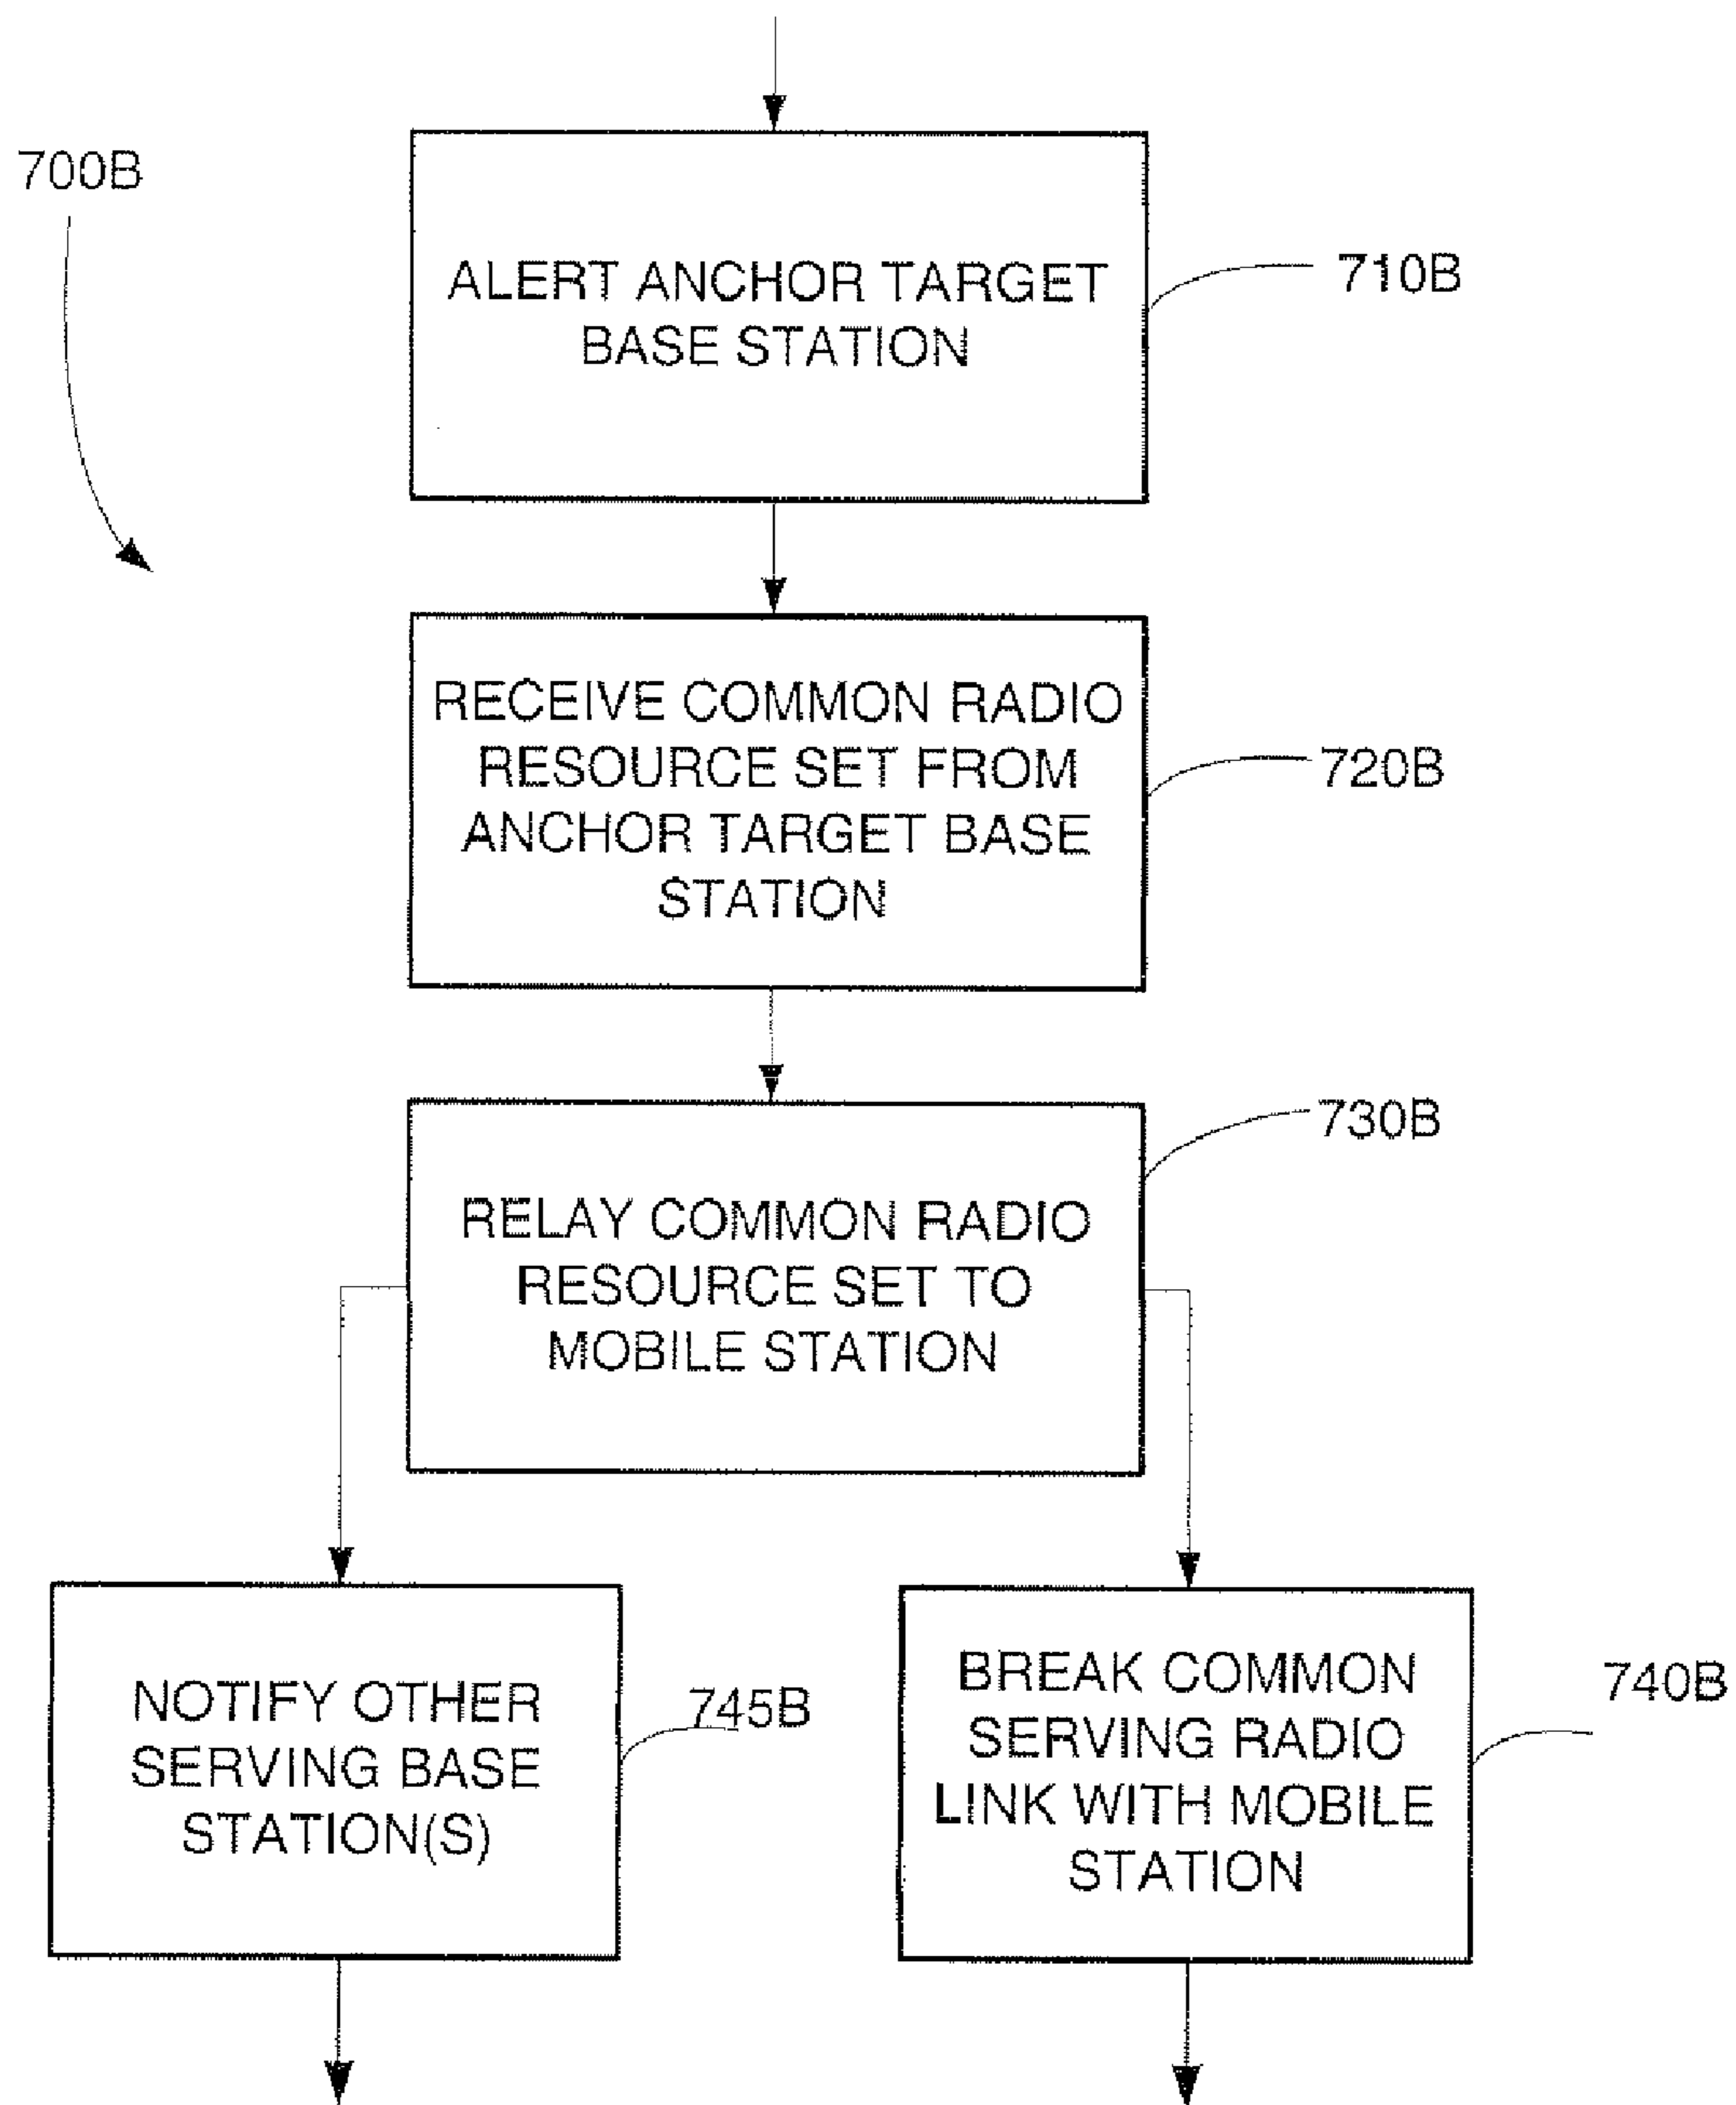 700B
ALERT ANCHOR TARGET
BASE STATION
710B
RECEIVE COMMON RADIO
RESOURCE SET FROM
ANCHOR TARGET BASE
STATION
720B
RELAY COMMON RADIO
RESOURCE SET TO
MOBILE STATION
730B
NOTIFY OTHER
SERVING BASE
STATION(S)
745B
BREAK COMMON
SERVING RADIO
LINK WITH MOBILE
STATION
740B